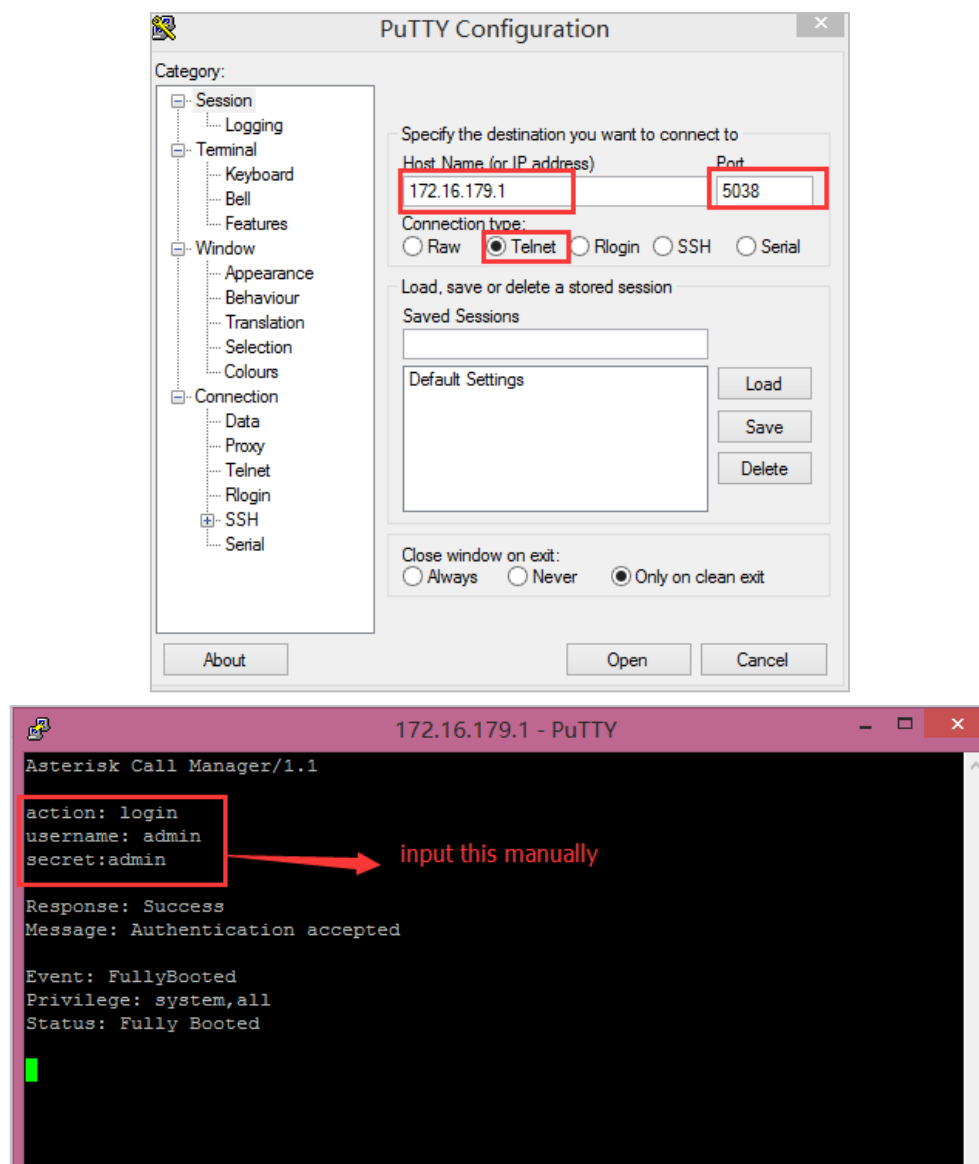 PuTTY Configuration
Category:
Session
Logging
Terminal
Keyboard
Bell
Features
Window
Appearance
Behaviour
Translation
Selection
Colours
Connection
Data
Proxy
Telnet
Rlogin
SSH
Serial
Specify the destination you want to connect to
Host Name (or IP address) Port
172.16.179.1 5038
Connection type:
Raw Telnet Rlogin SSH Serial
Load, save or delete a stored session
Saved Sessions
Default Settings
Load
Save
Delete
Close window on exit:
Always Never Only on clean exit
About Open Cancel
172.16.179.1 - PuTTY
Asterisk Call Manager/1.1
action: login
username: admin
secret:admin
input this manually
Response: Success
Message: Authentication accepted
Event: FullyBooted
Privilege: system,all
Status: Fully Booted